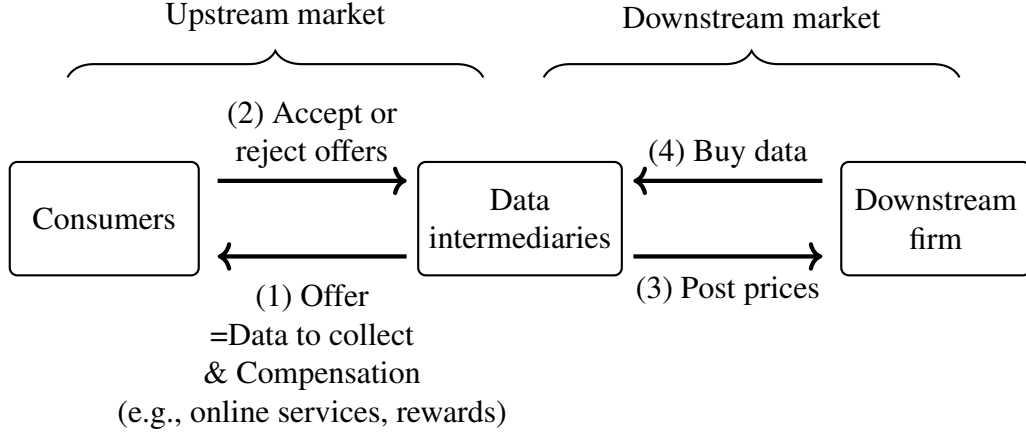 Upstream market
Downstream market
(2) Accept or
reject offers
(4) Buy data
Consumers
Data
intermediaries
Downstream
firm
(1) Offer
=Data to collect
& Compensation
(e.g., online services, rewards)
(3) Post prices